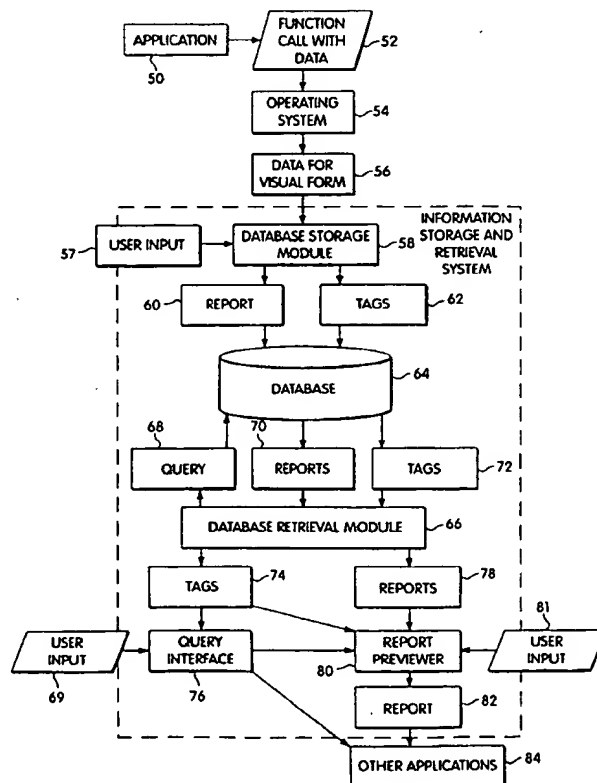 APPLICATION
50
FUNCTION
CALL WITH
DATA
52
OPERATING
SYSTEM
54
DATA FOR
VISUAL FORM
56
INFORMATION
STORAGE AND
RETRIEVAL
SYSTEM
57
USER INPUT
DATABASE STORAGE
MODULE
58
60
REPORT
TAGS
62
DATABASE
64
68
QUERY
70
REPORTS
TAGS
72
DATABASE RETRIEVAL MODULE
66
TAGS
74
REPORTS
78
81
USER
INPUT
69
QUERY
INTERFACE
76
REPORT
PREVIEWER
80
USER
INPUT
REPORT
82
OTHER APPLICATIONS
84